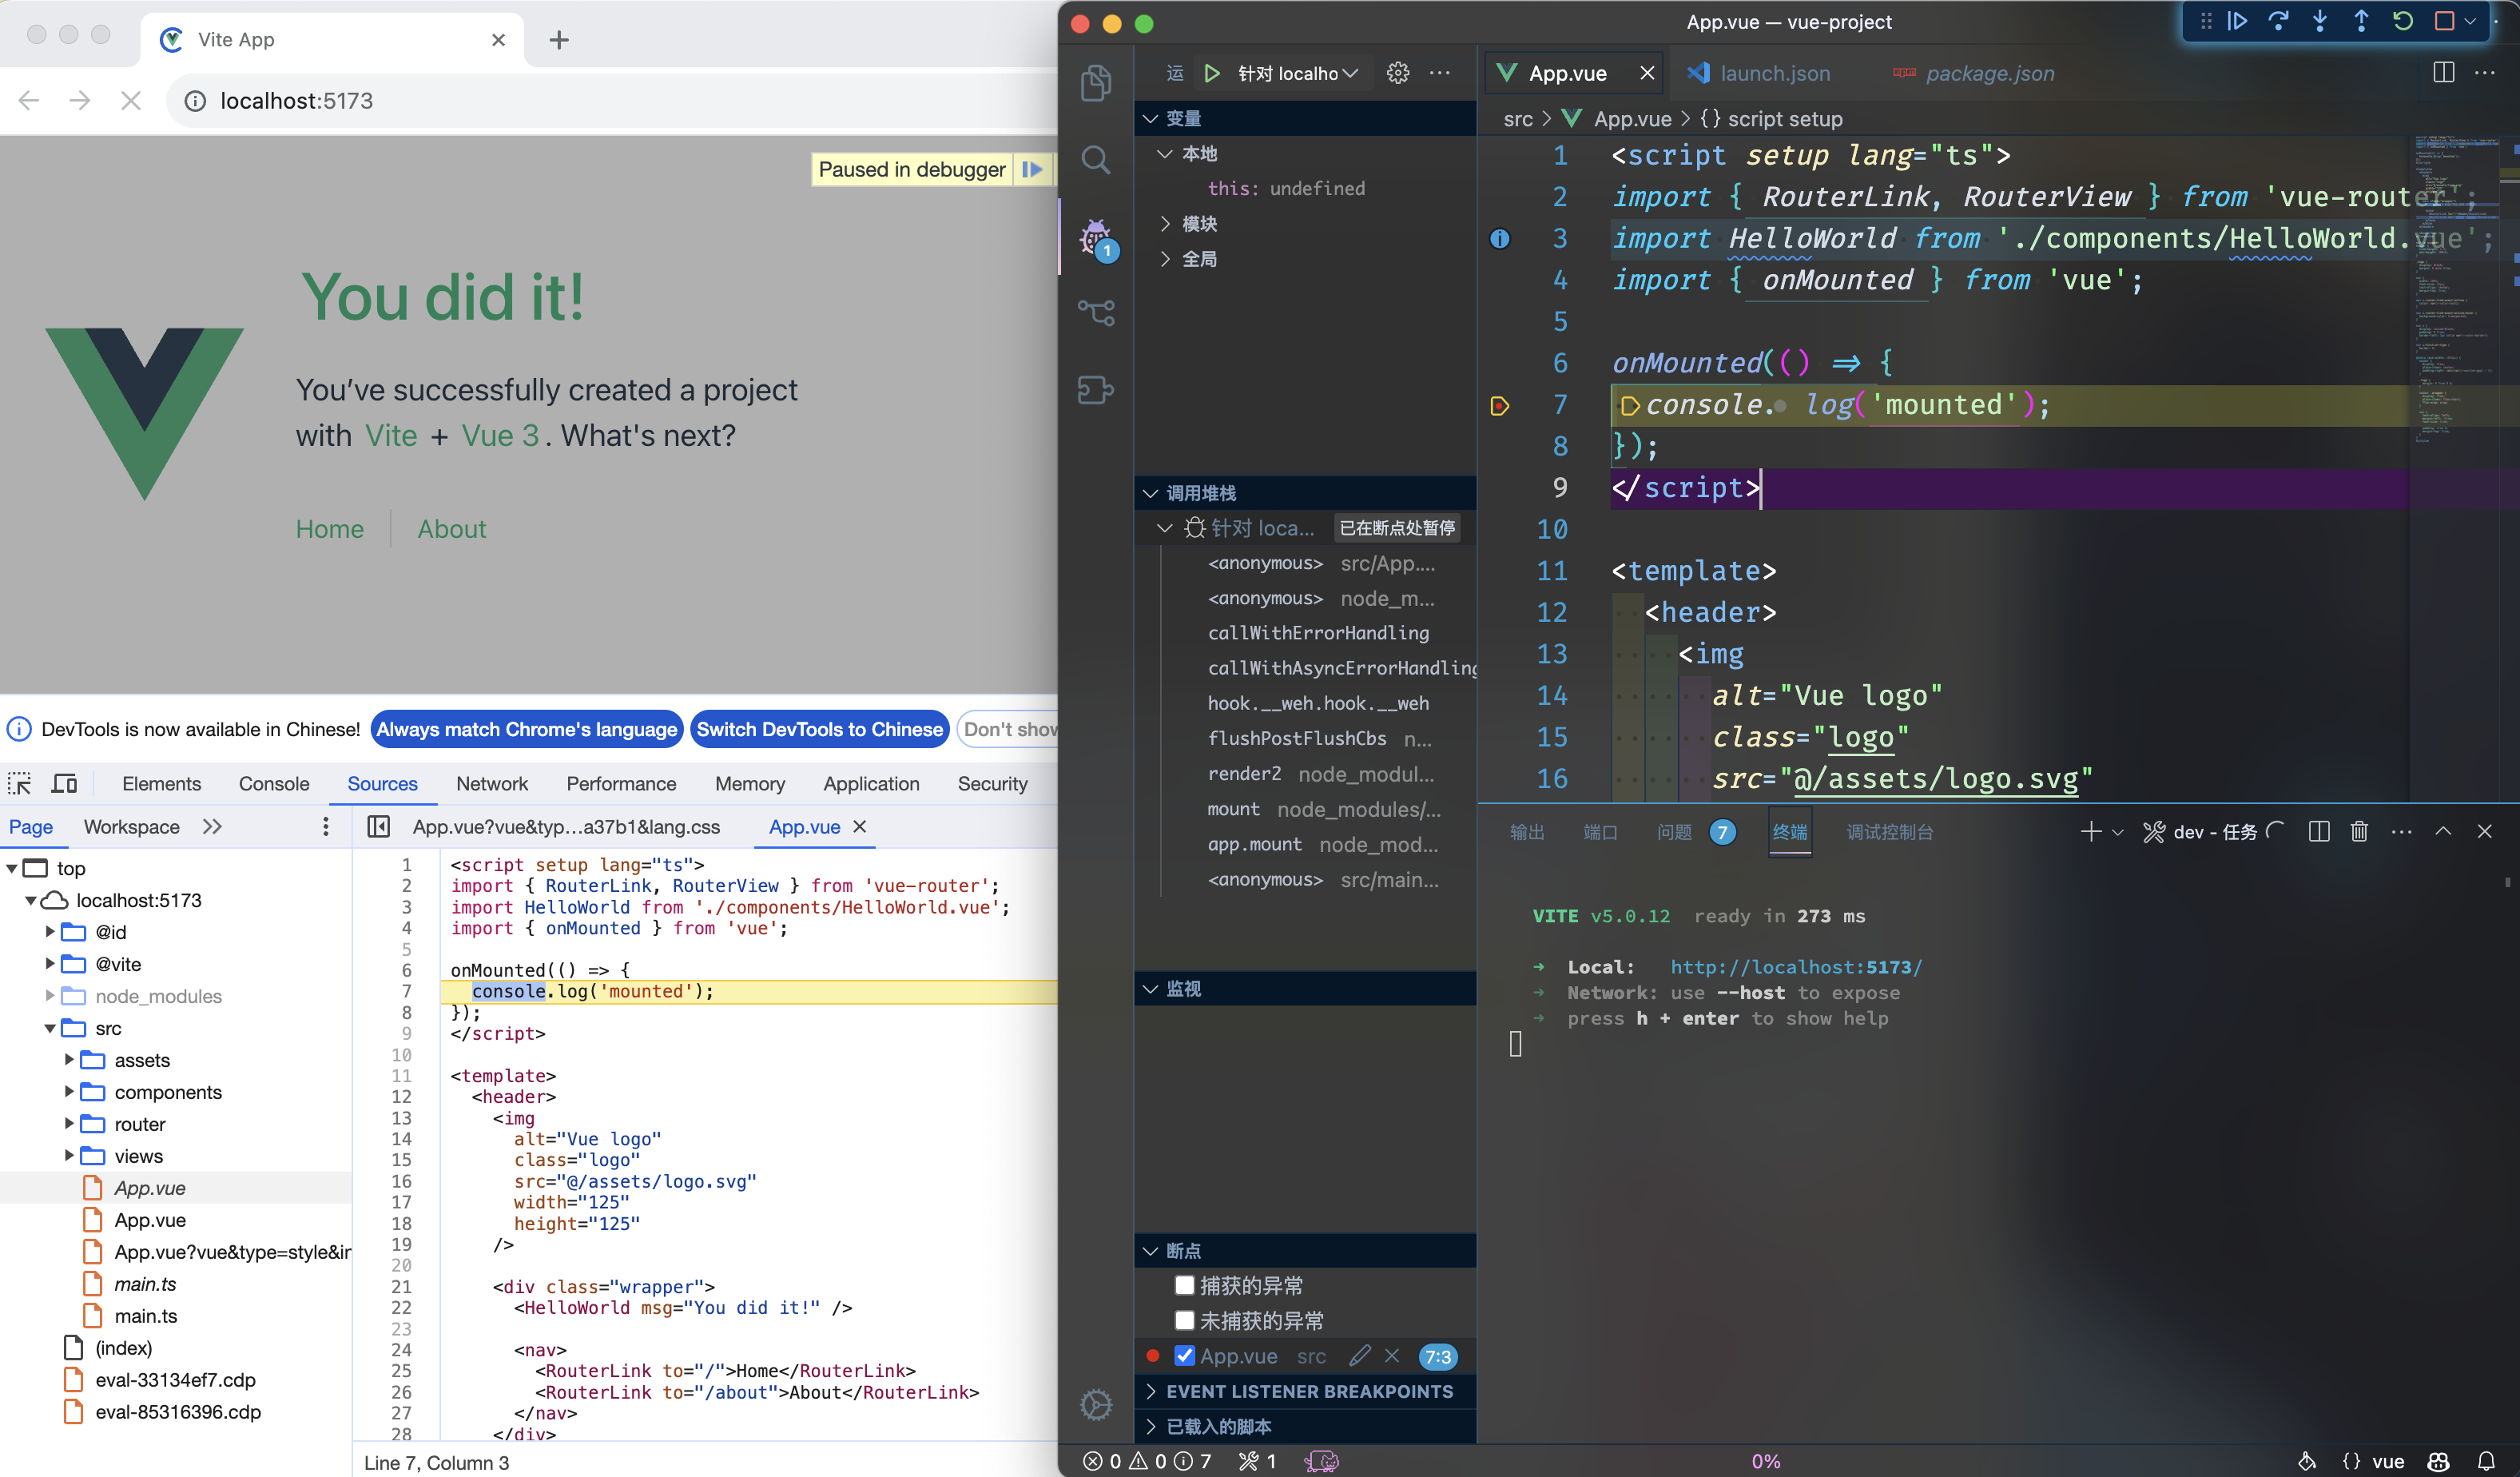 Vite App
localhost:5173
Paused in debugger
You did it!
You’ve successfully created a project
with Vite + Vue 3. What's next?
Home
About
DevTools is now available in Chinese!
Always match Chrome's language
Switch DevTools to Chinese
Don't show
Elements
Console
Sources
Network
Performance
Memory
Application
Security
Page
Workspace
App.vue?vue&typ…a37b1&lang.css
App.vue
top
localhost:5173
@id
@vite
node_modules
src
assets
components
router
views
App.vue
App.vue
App.vue?vue&type=style&ir
main.ts
main.ts
(index)
eval-33134ef7.cdp
eval-85316396.cdp
1 <script setup lang="ts">
2 import { RouterLink, RouterView } from 'vue-router';
3 import HelloWorld from './components/HelloWorld.vue';
4 import { onMounted } from 'vue';
5
6 onMounted(() => {
7 console.log('mounted');
8 });
9 </script>
10
11 <template>
12 <header>
13 <img
14 alt="Vue logo"
15 class="logo"
16 src="@/assets/logo.svg"
17 width="125"
18 height="125"
19 />
20
21 <div class="wrapper">
22 <HelloWorld msg="You did it!" />
23
24 <nav>
25 <RouterLink to="/">Home</RouterLink>
26 <RouterLink to="/about">About</RouterLink>
27 </nav>
28 </div>
Line 7, Column 3
App.vue — vue-project
运
针对 localho
1
变量
本地
this: undefined
模块
全局
调用堆栈
针对 loca...
已在断点处暂停
<anonymous> src/App....
<anonymous> node_m...
callWithErrorHandling
callWithAsyncErrorHandling
hook.__weh.hook.__weh
flushPostFlushCbs n...
render2 node_modul...
mount node_modules/...
app.mount node_mod...
<anonymous> src/main...
监视
断点
捕获的异常
未捕获的异常
App.vue src 7:3
EVENT LISTENER BREAKPOINTS
已载入的脚本
App.vue
launch.json
package.json
src > App.vue > {} script setup
1 <script setup lang="ts">
2 import { RouterLink, RouterView } from 'vue-router';
3 import HelloWorld from './components/HelloWorld.vue';
4 import { onMounted } from 'vue';
5
6 onMounted(() => {
7 console. log('mounted');
8 });
9 </script>
10
11 <template>
12 <header>
13 <img
14 alt="Vue logo"
15 class="logo"
16 src="@/assets/logo.svg"
输出
端口
问题 7
终端
调试控制台
dev - 任务
VITE v5.0.12 ready in 273 ms
➜ Local: http://localhost:5173/
➜ Network: use --host to expose
➜ press h + enter to show help
0 0 7 1
0%
{} vue